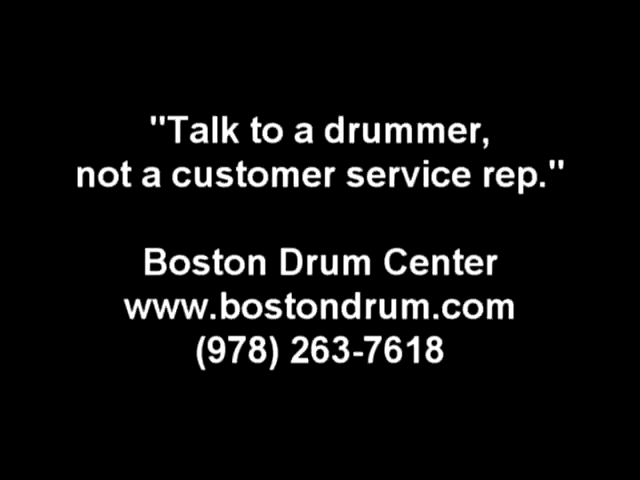 "Talk to a drummer,
not a customer service rep."
Boston Drum Center
www.bostondrum.com
(978) 263-7618